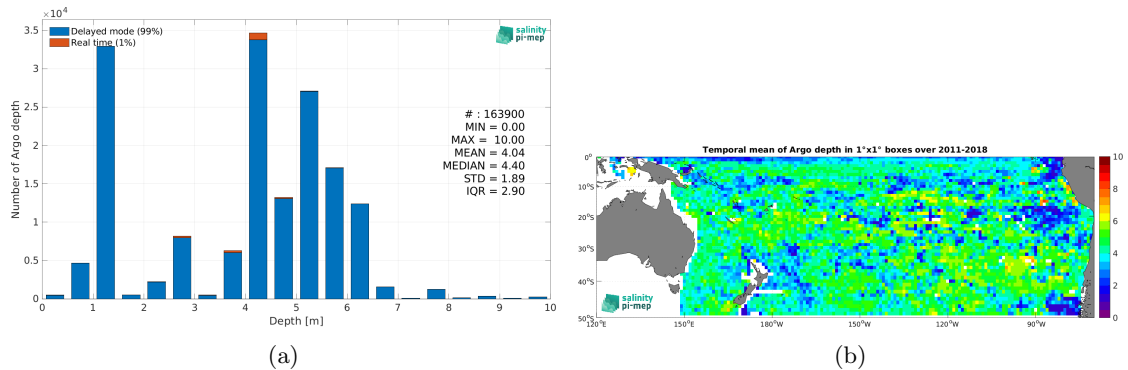 ×10⁴
3.5
3
2.5
2
1.5
1
0.5
0
Number of Argo depth
Delayed mode (99%)
Real time (1%)
salinity
pi-mep
# : 163900
MIN = 0.00
MAX = 10.00
MEAN = 4.04
MEDIAN = 4.40
STD = 1.89
IQR = 2.90
0 1 2 3 4 5 6 7 8 9 10
Depth [m]
(a)
Temporal mean of Argo depth in 1°x1° boxes over 2011-2018
0°
10°S
20°S
30°S
40°S
50°S
salinity
pi-mep
120°E 150°E 180°W 150°W 120°W 90°W
10
8
6
4
2
0
(b)